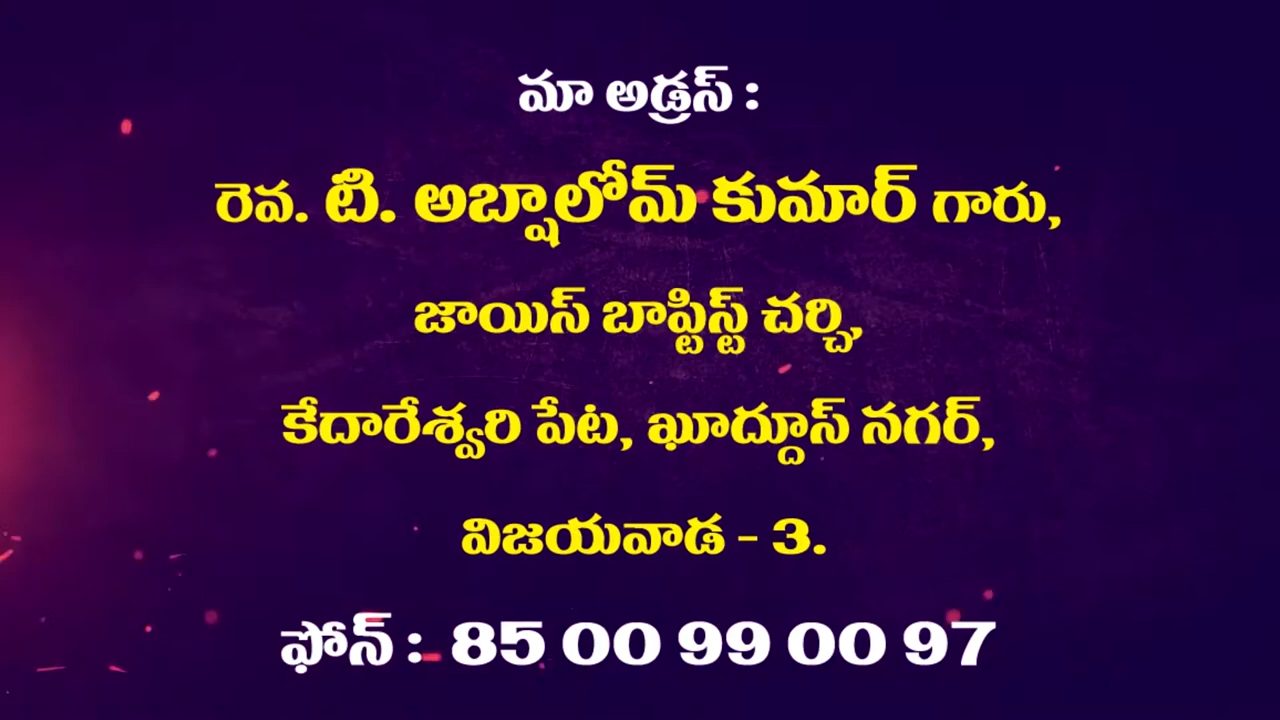 మా అడ్రస్ :
రెవ. టి. అబ్షాలోమ్ కుమార్ గారు,
జాయిస్ బాప్టిస్ట్ చర్చి,
కేదారేశ్వరి పేట, ఖూద్దూస్ నగర్,
విజయవాడ - 3.
ఫోన్ : 85 00 99 00 97